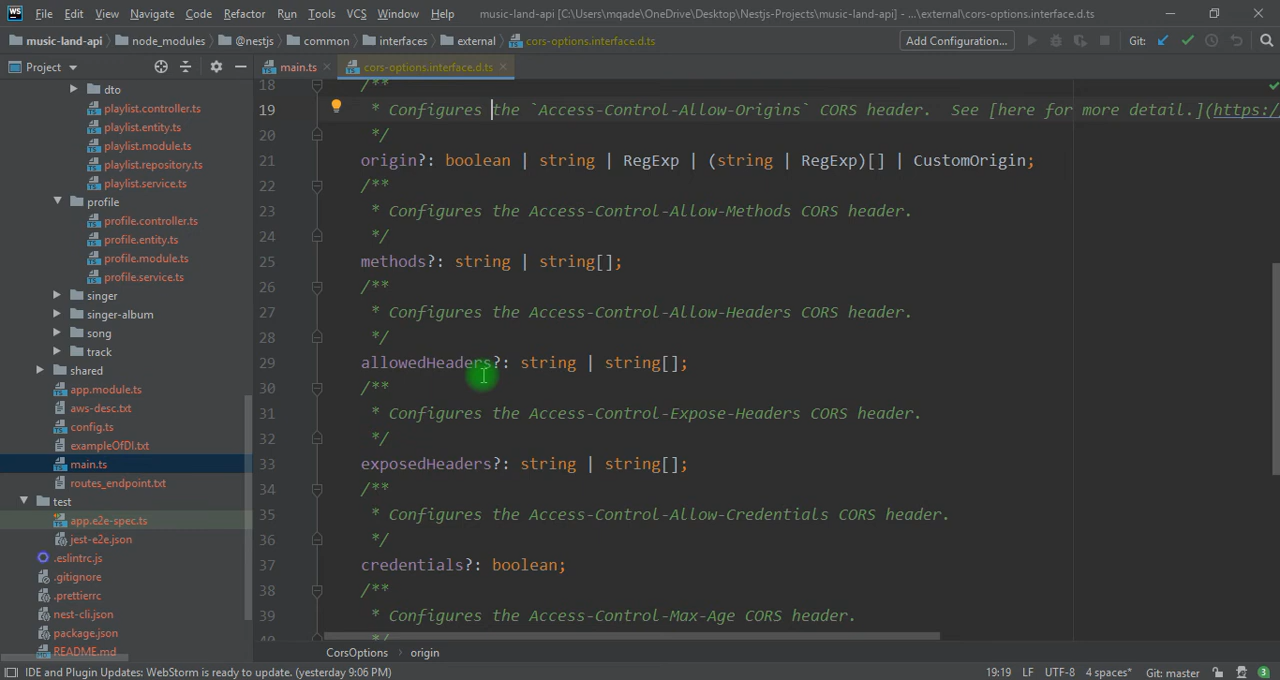 WS File Edit View Navigate Code Refactor Run Tools VCS Window Help music-land-api [C:\Users\mqade\OneDrive\Desktop\Nestjs-Projects\music-land-api] - ...\external\cors-options.interface.d.ts
music-land-api node_modules @nestjs common interfaces external cors-options.interface.d.ts Add Configuration... Git:
Project main.ts cors-options.interface.d.ts
18 /**
dto
19 * Configures the `Access-Control-Allow-Origins` CORS header. See [here for more detail.](https:/
playlist.controller.ts
playlist.entity.ts
20 */
playlist.module.ts
21 origin?: boolean | string | RegExp | (string | RegExp)[] | CustomOrigin;
playlist.repository.ts
playlist.service.ts
22 /**
profile
23 * Configures the Access-Control-Allow-Methods CORS header.
profile.controller.ts
24 */
profile.entity.ts
profile.module.ts
25 methods?: string | string[];
profile.service.ts
26 /**
singer
27 * Configures the Access-Control-Allow-Headers CORS header.
singer-album
song
28 */
track
29 allowedHeaders?: string | string[];
shared
30 /**
app.module.ts
aws-desc.txt
31 * Configures the Access-Control-Expose-Headers CORS header.
config.ts
32 */
exampleOfDI.txt
main.ts
33 exposedHeaders?: string | string[];
routes_endpoint.txt
34 /**
test
35 * Configures the Access-Control-Allow-Credentials CORS header.
app.e2e-spec.ts
36 */
jest-e2e.json
.eslintrc.js
37 credentials?: boolean;
.gitignore
38 /**
.prettierrc
nest-cli.json
39 * Configures the Access-Control-Max-Age CORS header.
package.json
40 */
README.md
CorsOptions origin
IDE and Plugin Updates: WebStorm is ready to update. (yesterday 9:06 PM) 19:19 LF UTF-8 4 spaces* Git: master 3